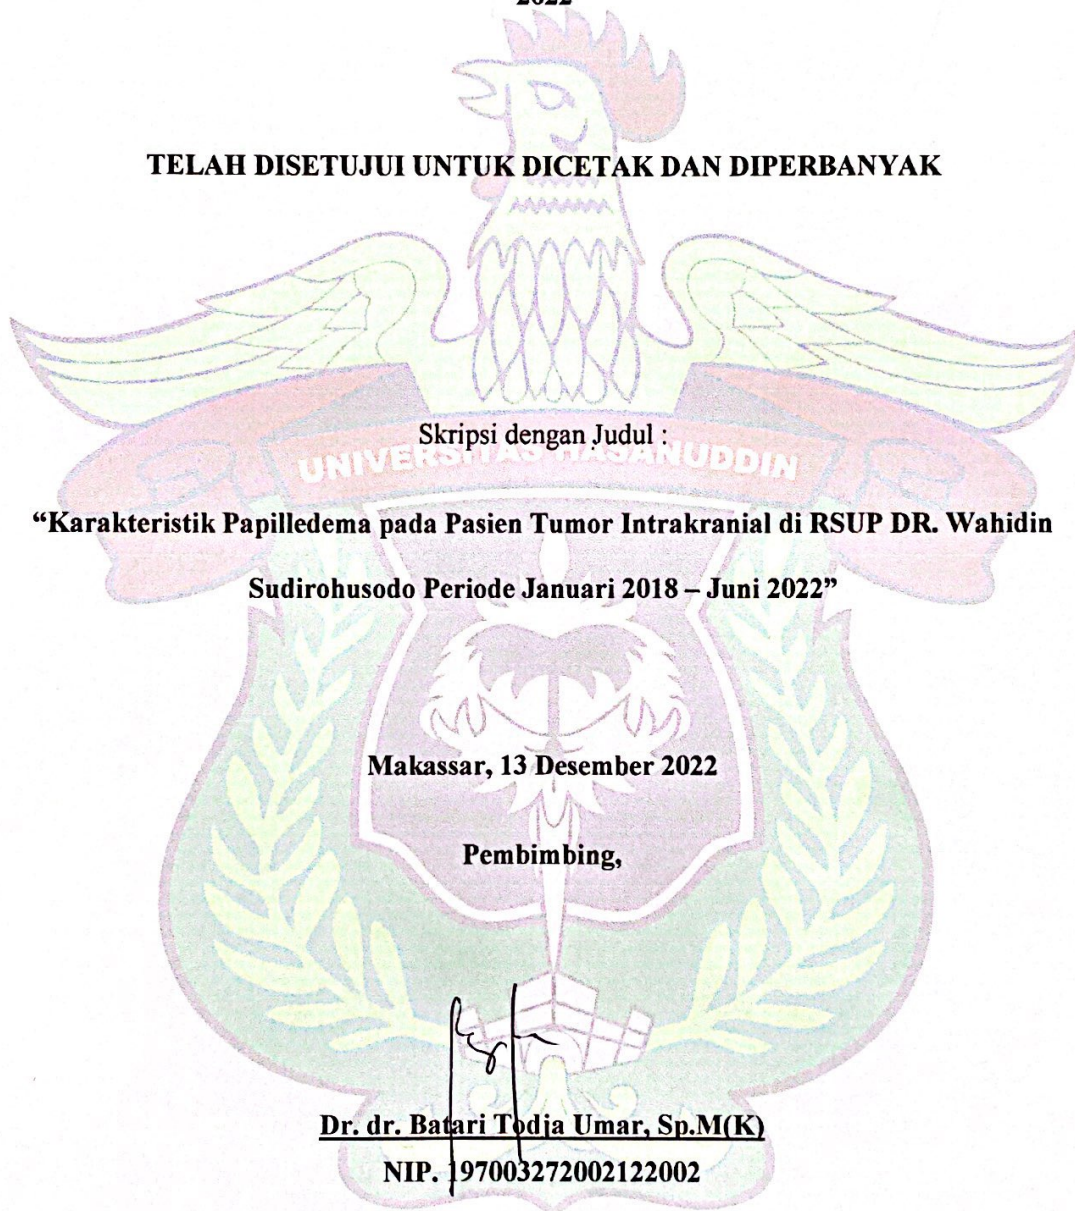 2022
TELAH DISETUJUI UNTUK DICETAK DAN DIPERBANYAK
Skripsi dengan Judul :
UNIVERSITAS HASANUDDIN
“Karakteristik Papilledema pada Pasien Tumor Intrakranial di RSUP DR. Wahidin
Sudirohusodo Periode Januari 2018 – Juni 2022”
Makassar, 13 Desember 2022
Pembimbing,
Dr. dr. Batari Todja Umar, Sp.M(K)
NIP. 197003272002122002